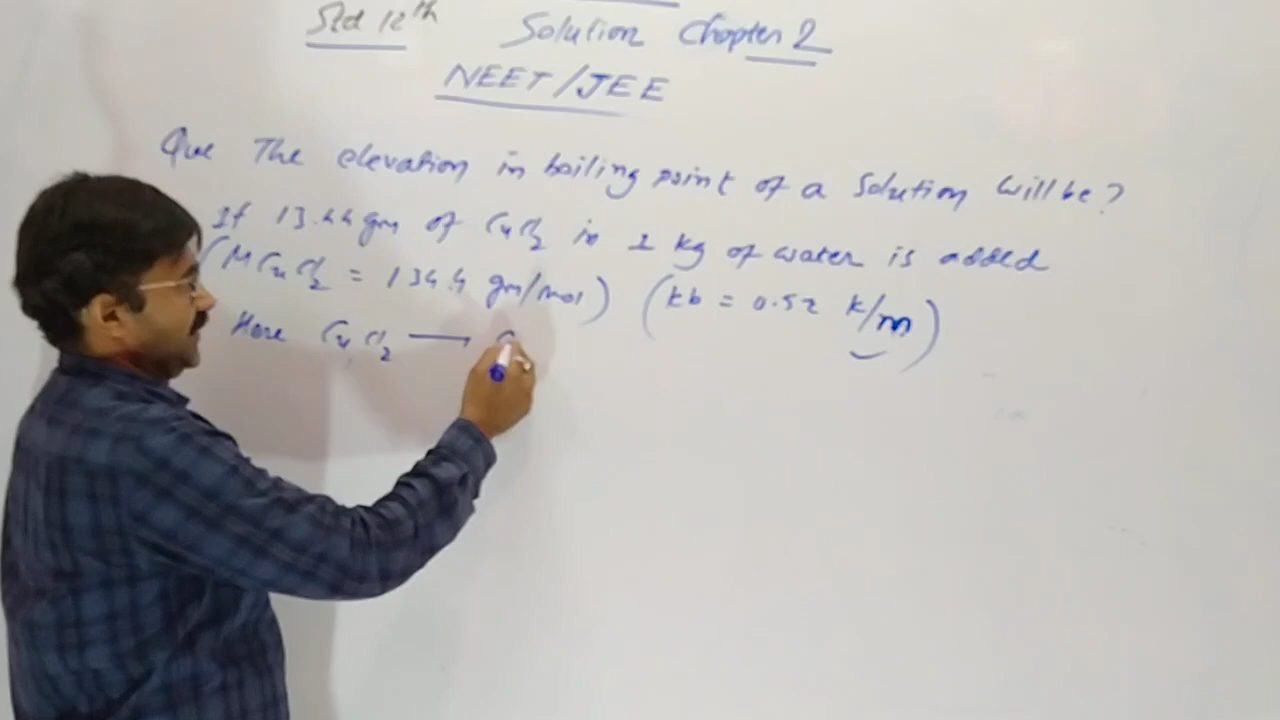 Std 12th Solution Chapter 2
NEET/JEE
Que The elevation in boiling point of a Solution will be?
If 13.44 gm of CuCl2 in 1 kg of water is added
(MCuCl2 = 134.4 gm/mol) (kb = 0.52 k/m)
Here CuCl2 → C